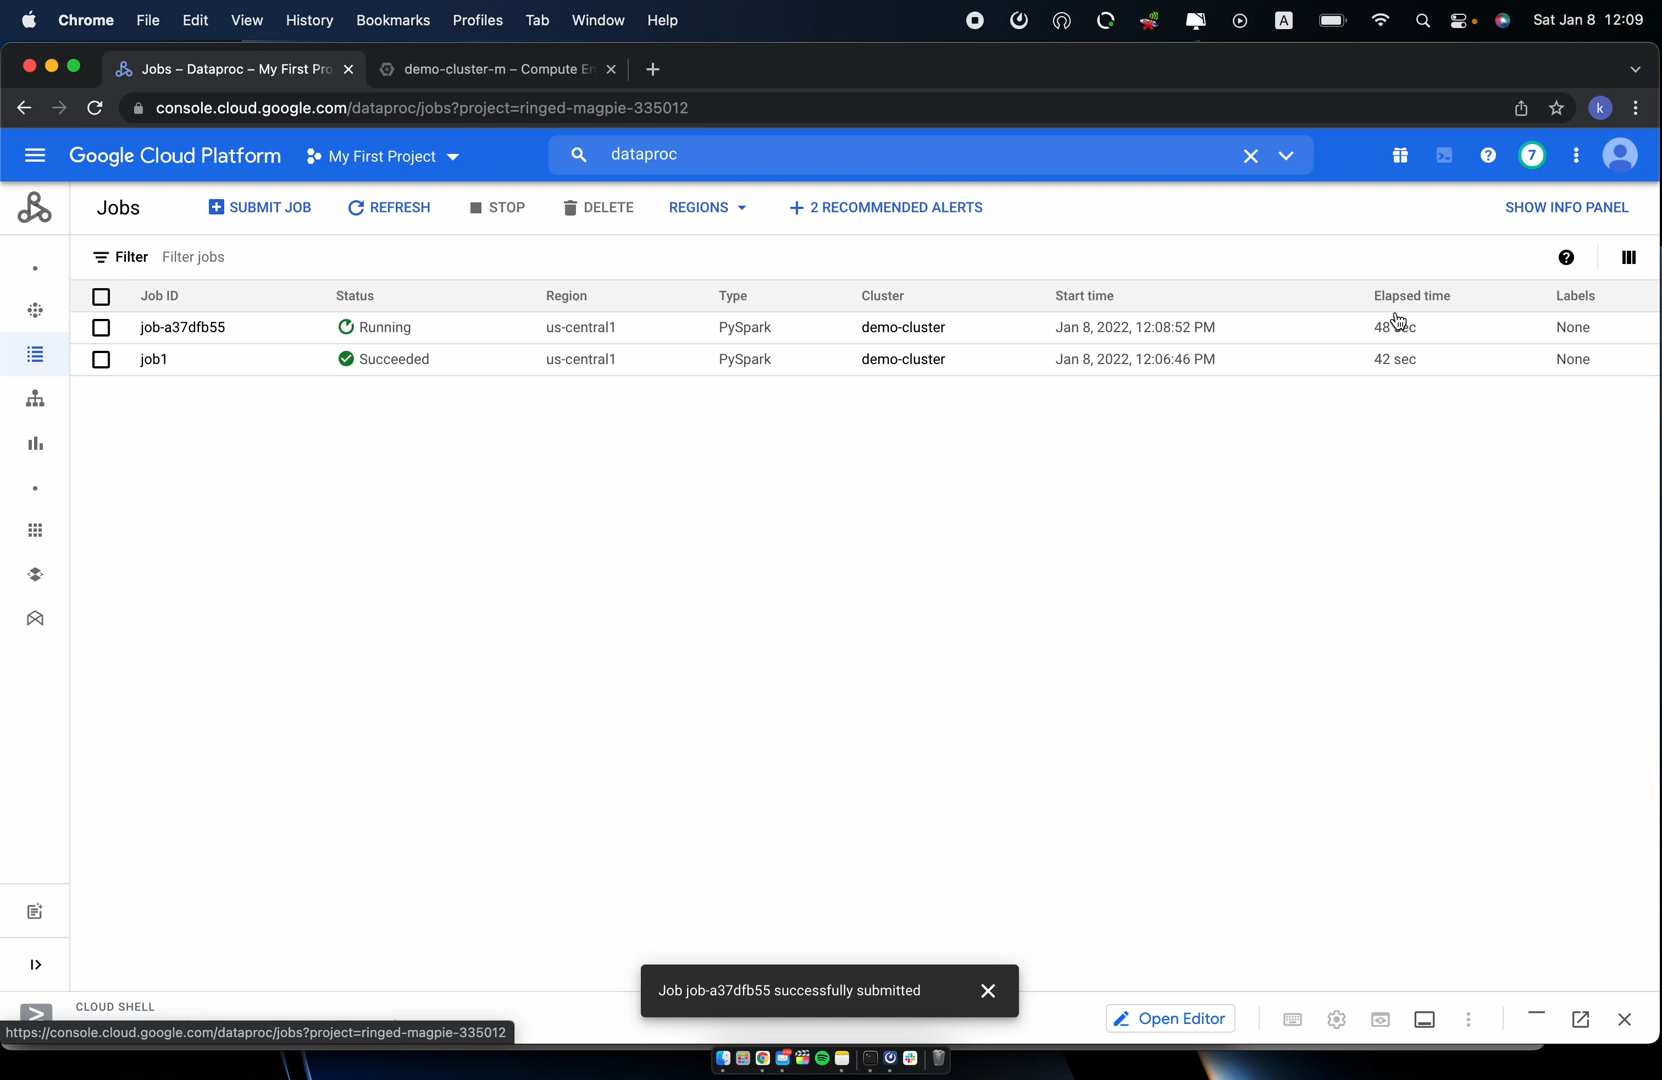 Chrome File Edit View History Bookmarks Profiles Tab Window Help A Sat Jan 8 12:09
Jobs – Dataproc – My First Pro demo-cluster-m – Compute En
console.cloud.google.com/dataproc/jobs?project=ringed-magpie-335012 k
Google Cloud Platform My First Project dataproc 7
Jobs SUBMIT JOB REFRESH STOP DELETE REGIONS 2 RECOMMENDED ALERTS SHOW INFO PANEL
Filter Filter jobs
Job ID Status Region Type Cluster Start time Elapsed time Labels
job-a37dfb55 Running us-central1 PySpark demo-cluster Jan 8, 2022, 12:08:52 PM 48 sec None
job1 Succeeded us-central1 PySpark demo-cluster Jan 8, 2022, 12:06:46 PM 42 sec None
Job job-a37dfb55 successfully submitted
CLOUD SHELL
Open Editor
https://console.cloud.google.com/dataproc/jobs?project=ringed-magpie-335012